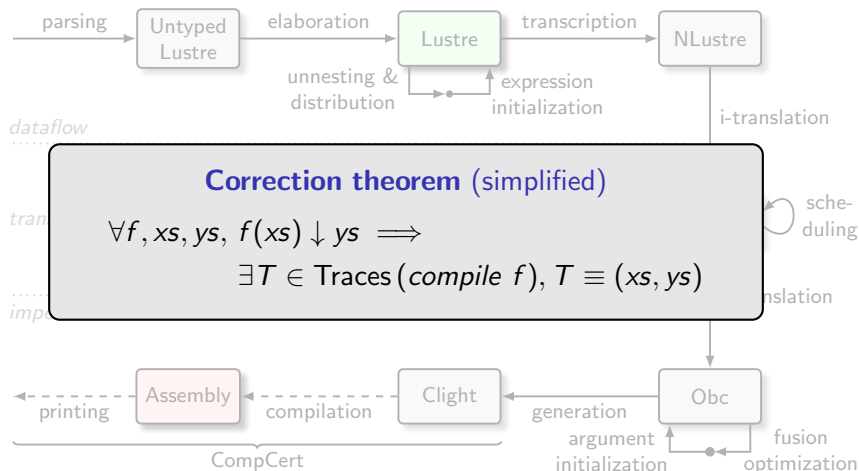 parsing
Untyped
Lustre
elaboration
Lustre
transcription
NLustre
unnesting &
distribution
expression
initialization
i-translation
dataflow
Correction theorem (simplified)
∀f, xs, ys, f(xs) ↓ ys ⟹
∃T ∈ Traces(compile f), T ≡ (xs, ys)
sche-
duling
printing
Assembly
compilation
Clight
generation
Obc
CompCert
argument
initialization
fusion
optimization